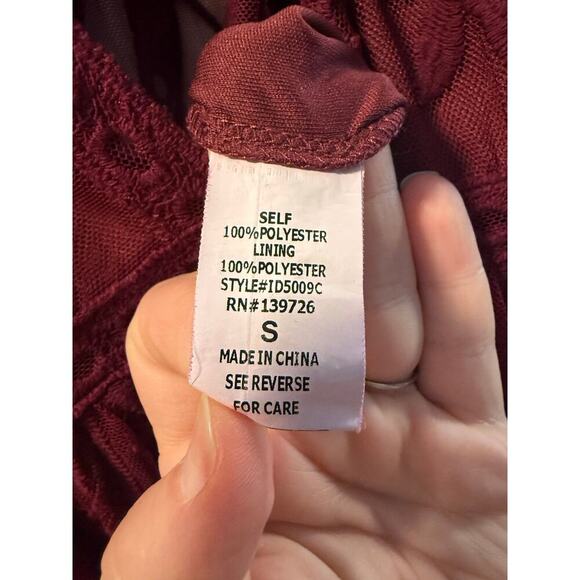 SELF
100%POLYESTER
LINING
100%POLYESTER
STYLE#ID5009C
RN#139726
S
MADE IN CHINA
SEE REVERSE
FOR CARE